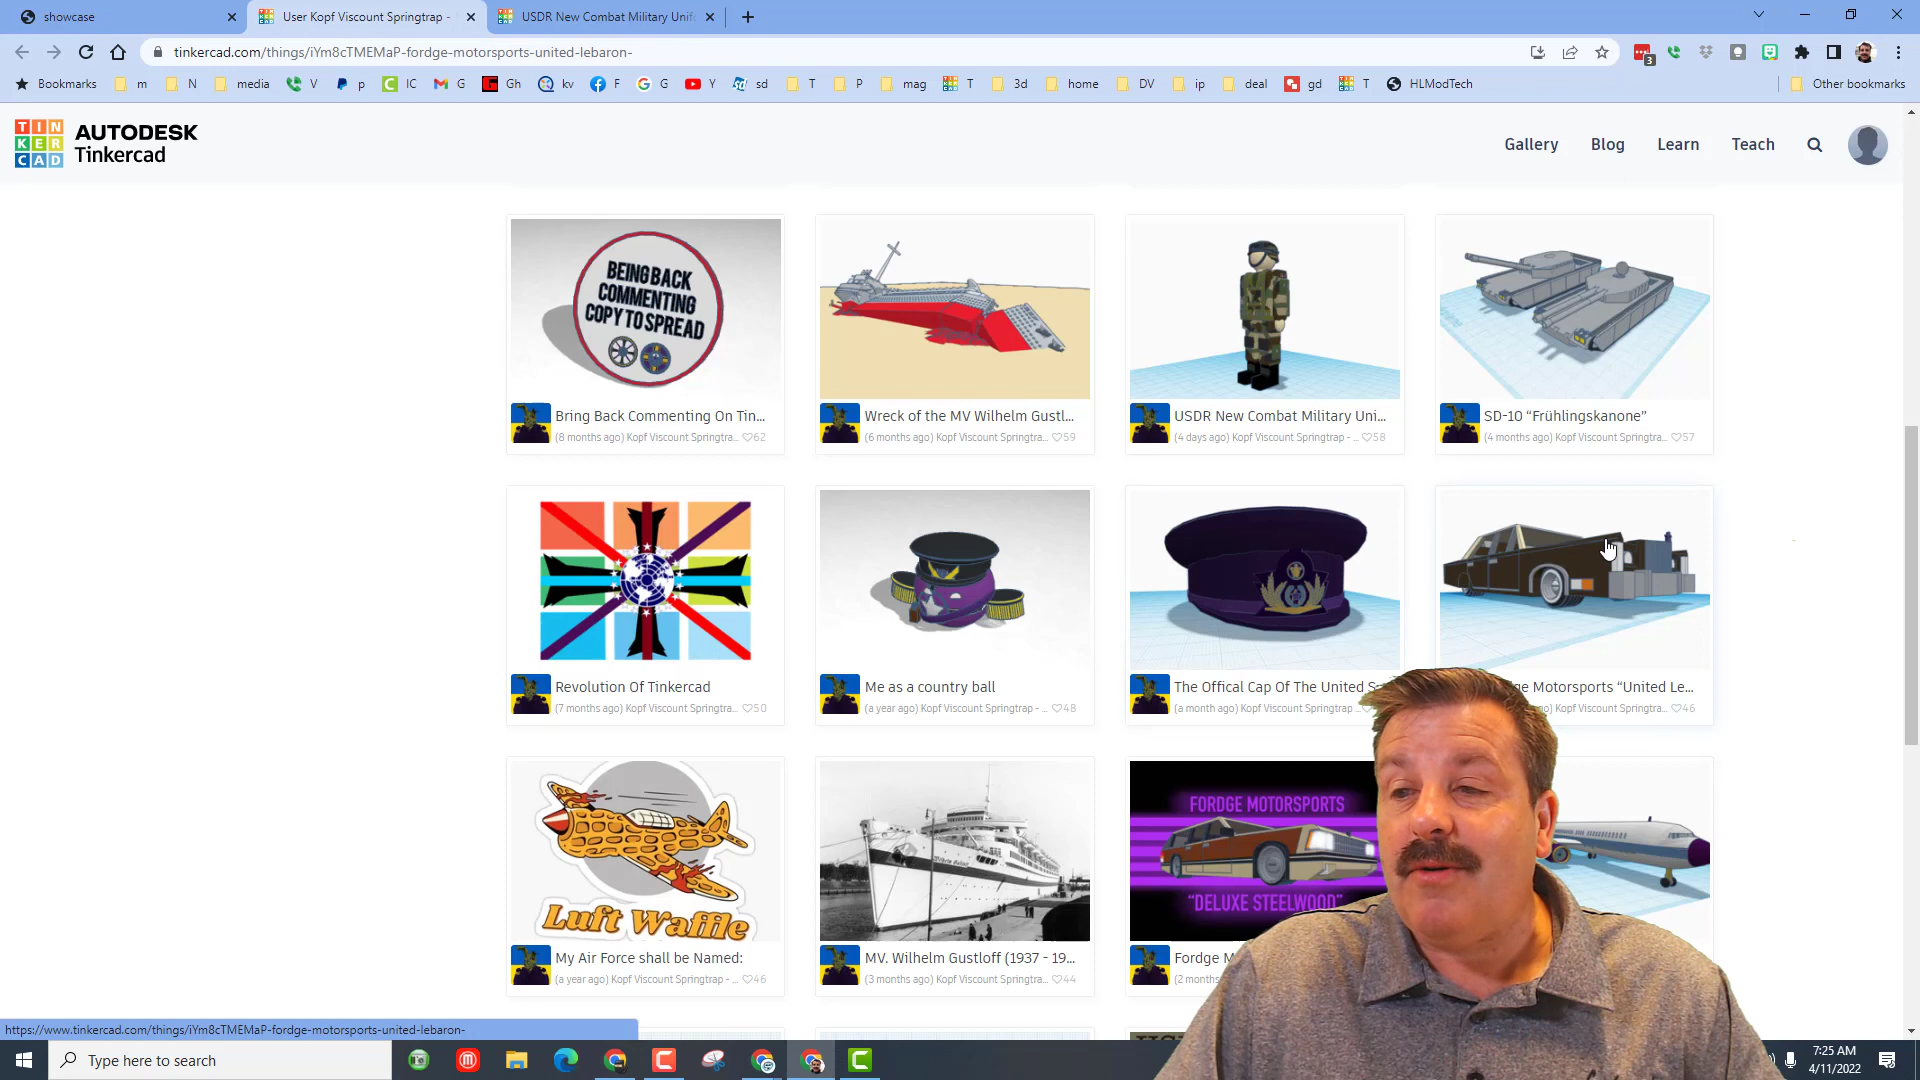 showcase
User Kopf Viscount Springtrap -
USDR New Combat Military Unif
tinkercad.com/things/iYm8cTMEMaP-fordge-motorsports-united-lebaron-
3
Bookmarks m N media V p IC G Gh kv F G Y sd T P mag T 3d home DV ip deal gd T HLModTech Other bookmarks
TIN
KER
CAD
AUTODESK
Tinkercad
Gallery Blog Learn Teach
BEING BACK
COMMENTING
COPY TO SPREAD
Bring Back Commenting On Tin...
(8 months ago) Kopf Viscount Springtra... 62
Wreck of the MV Wilhelm Gustl...
(6 months ago) Kopf Viscount Springtra... 59
USDR New Combat Military Uni...
(4 days ago) Kopf Viscount Springtrap - ... 58
SD-10 “Frühlingskanone”
(4 months ago) Kopf Viscount Springtra... 57
Revolution Of Tinkercad
(7 months ago) Kopf Viscount Springtra... 50
Me as a country ball
(a year ago) Kopf Viscount Springtrap - ... 48
The Offical Cap Of The United S
(a month ago) Kopf Viscount Springtrap
ge Motorsports “United Le...
ago) Kopf Viscount Springtra... 46
Luft Waffle
My Air Force shall be Named:
(a year ago) Kopf Viscount Springtrap - ... 46
MV. Wilhelm Gustloff (1937 - 19...
(3 months ago) Kopf Viscount Springtra... 44
FORDGE MOTORSPORTS
“DELUXE STEELWOOD”
Fordge M
(2 months
https://www.tinkercad.com/things/iYm8cTMEMaP-fordge-motorsports-united-lebaron-
Type here to search
7:25 AM
4/11/2022